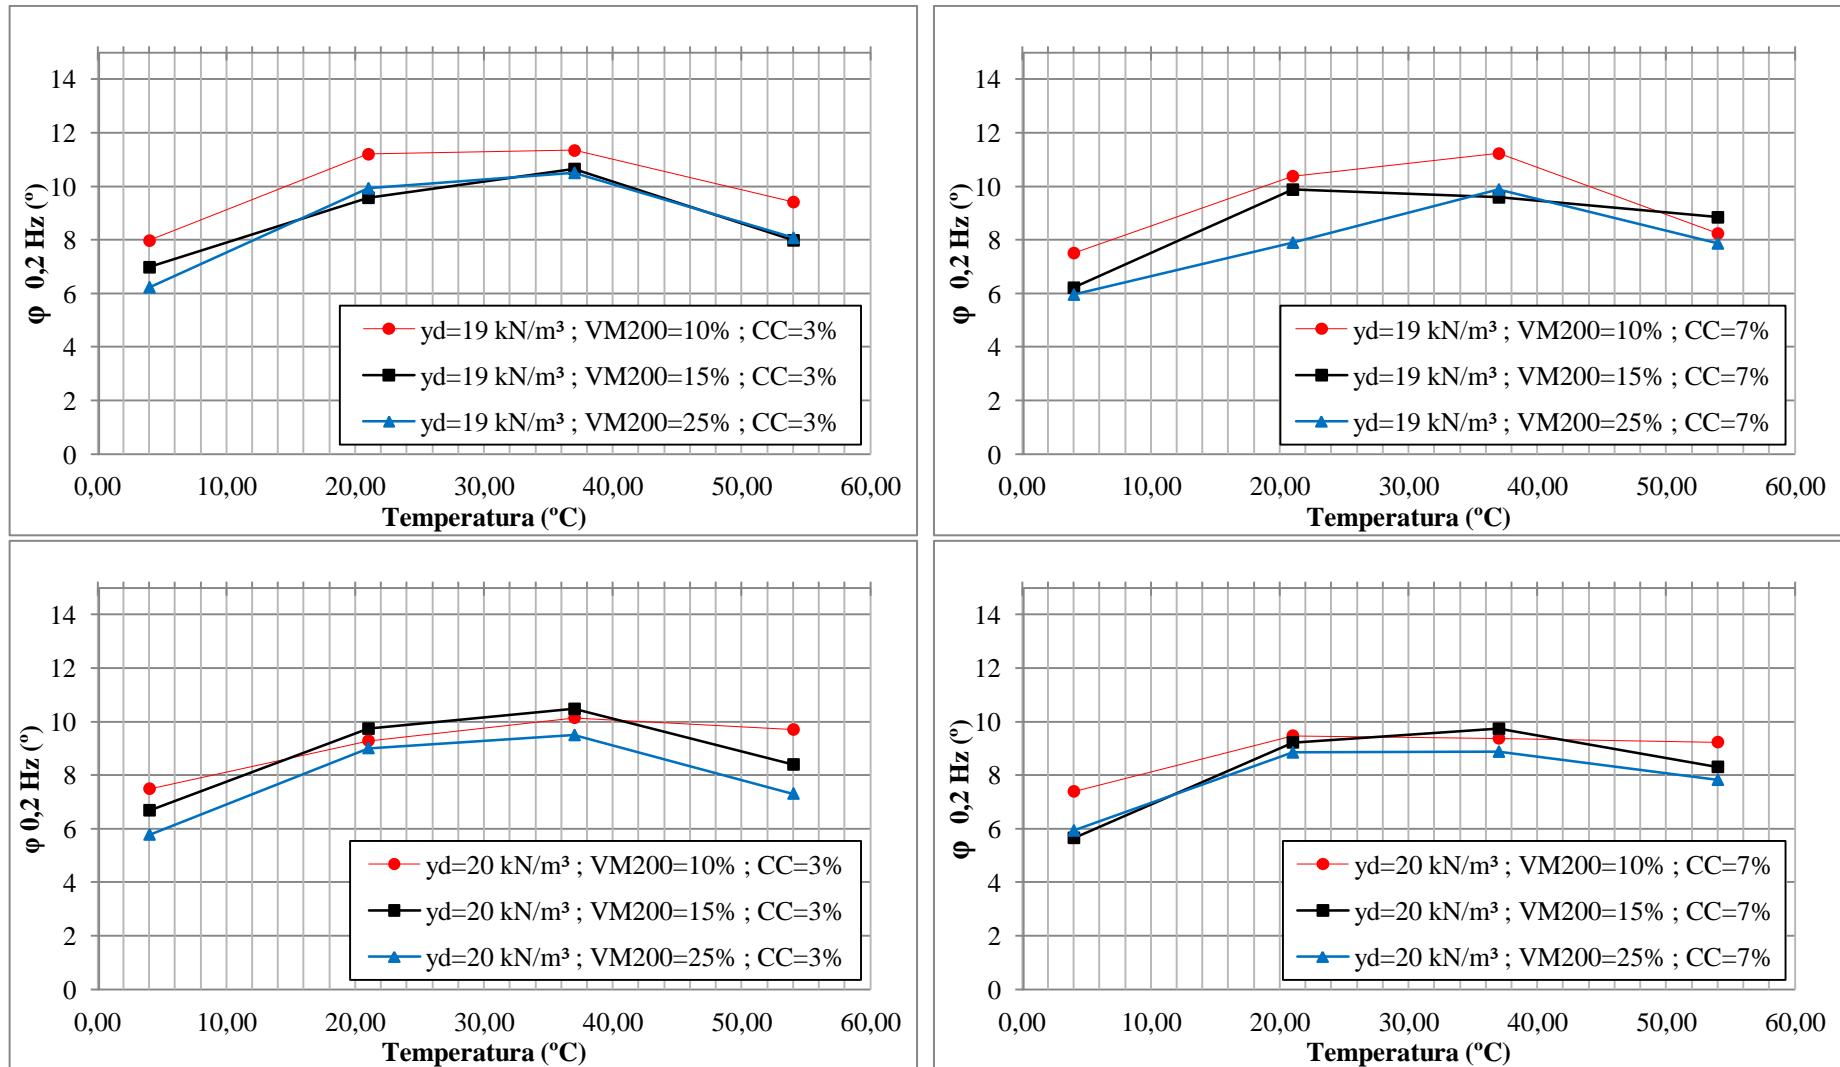 14
12
10
8
6
4
2
0
φ 0,2 Hz (º)
yd=19 kN/m³ ; VM200=10% ; CC=3%
yd=19 kN/m³ ; VM200=15% ; CC=3%
yd=19 kN/m³ ; VM200=25% ; CC=3%
0,00 10,00 20,00 30,00 40,00 50,00 60,00
Temperatura (ºC)
14
12
10
8
6
4
2
0
φ 0,2 Hz (º)
yd=19 kN/m³ ; VM200=10% ; CC=7%
yd=19 kN/m³ ; VM200=15% ; CC=7%
yd=19 kN/m³ ; VM200=25% ; CC=7%
0,00 10,00 20,00 30,00 40,00 50,00 60,00
Temperatura (ºC)
14
12
10
8
6
4
2
0
φ 0,2 Hz (º)
yd=20 kN/m³ ; VM200=10% ; CC=3%
yd=20 kN/m³ ; VM200=15% ; CC=3%
yd=20 kN/m³ ; VM200=25% ; CC=3%
0,00 10,00 20,00 30,00 40,00 50,00 60,00
Temperatura (ºC)
14
12
10
8
6
4
2
0
φ 0,2 Hz (º)
yd=20 kN/m³ ; VM200=10% ; CC=7%
yd=20 kN/m³ ; VM200=15% ; CC=7%
yd=20 kN/m³ ; VM200=25% ; CC=7%
0,00 10,00 20,00 30,00 40,00 50,00 60,00
Temperatura (ºC)